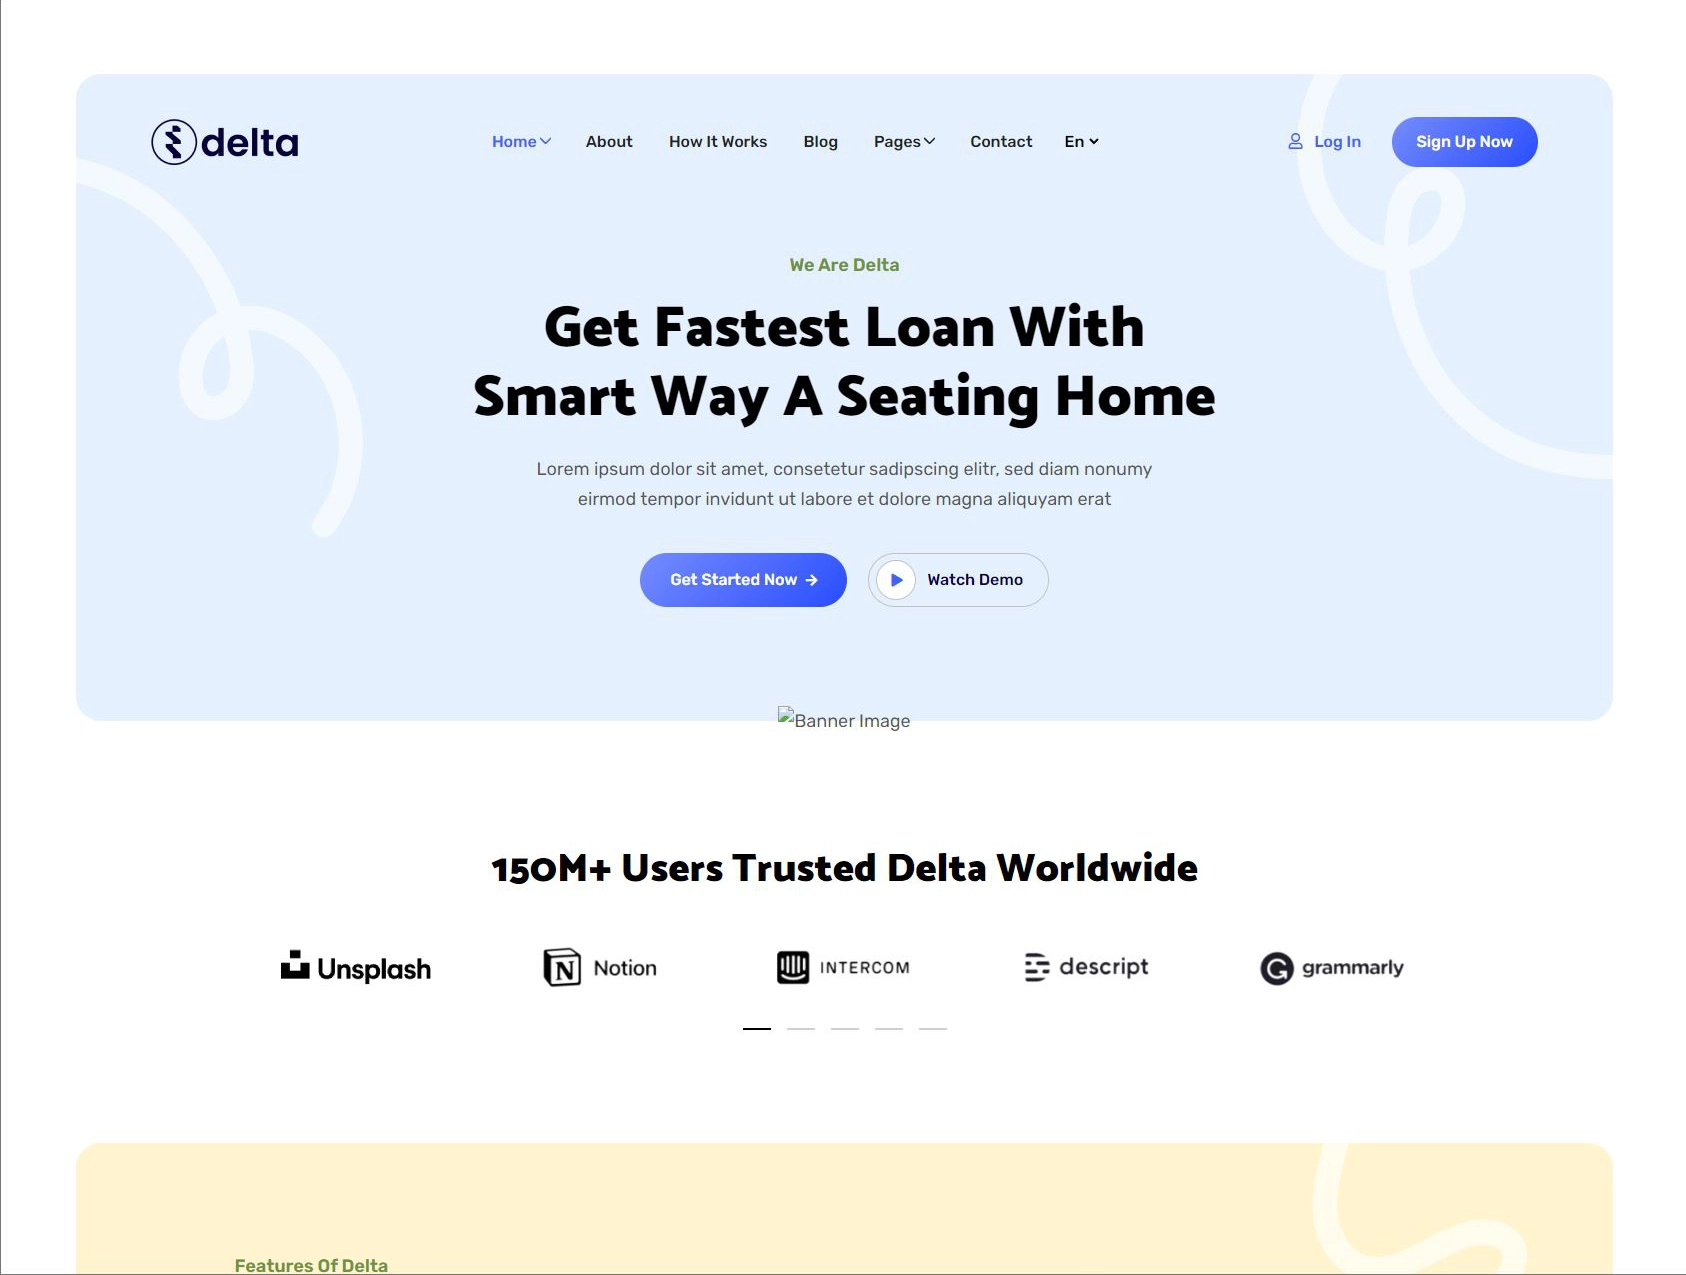 delta
Home About How It Works Blog Pages Contact En
Log In
Sign Up Now
We Are Delta
Get Fastest Loan With
Smart Way A Seating Home
Lorem ipsum dolor sit amet, consetetur sadipscing elitr, sed diam nonumy
eirmod tempor invidunt ut labore et dolore magna aliquyam erat
Get Started Now
Watch Demo
Banner Image
150M+ Users Trusted Delta Worldwide
Unsplash
Notion
INTERCOM
descript
grammarly
Features Of Delta